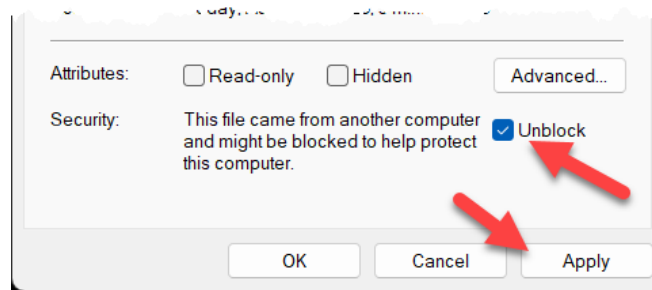 Attributes: Read-only Hidden Advanced...
Security: This file came from another computer
and might be blocked to help protect
this computer.
Unblock
OK Cancel Apply